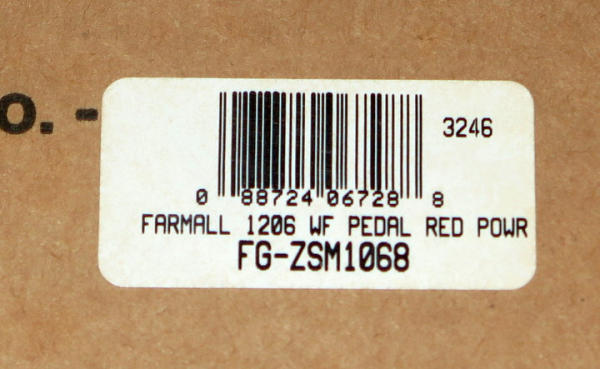 o. -
3246
0 88724 06728 8
FARMALL 1206 WF PEDAL RED POWR
FG-ZSM1068